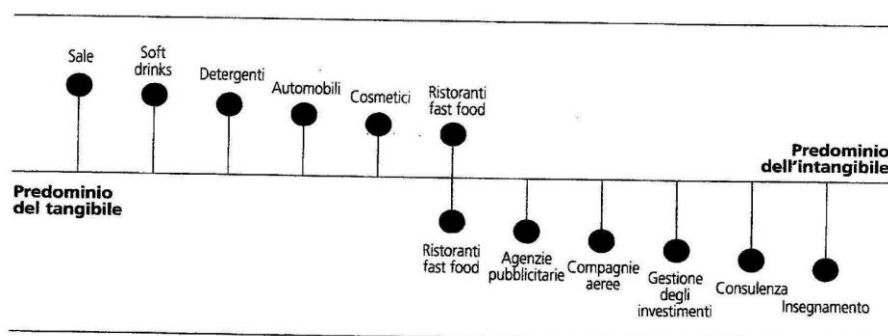 Sale
Soft
drinks
Detergenti
Automobili
Cosmetici
Ristoranti
fast food
Predominio
dell'intangibile
Predominio
del tangibile
Ristoranti
fast food
Agenzie
pubblicitarie
Compagnie
aeree
Gestione
degli
investimenti
Consulenza
Insegnamento